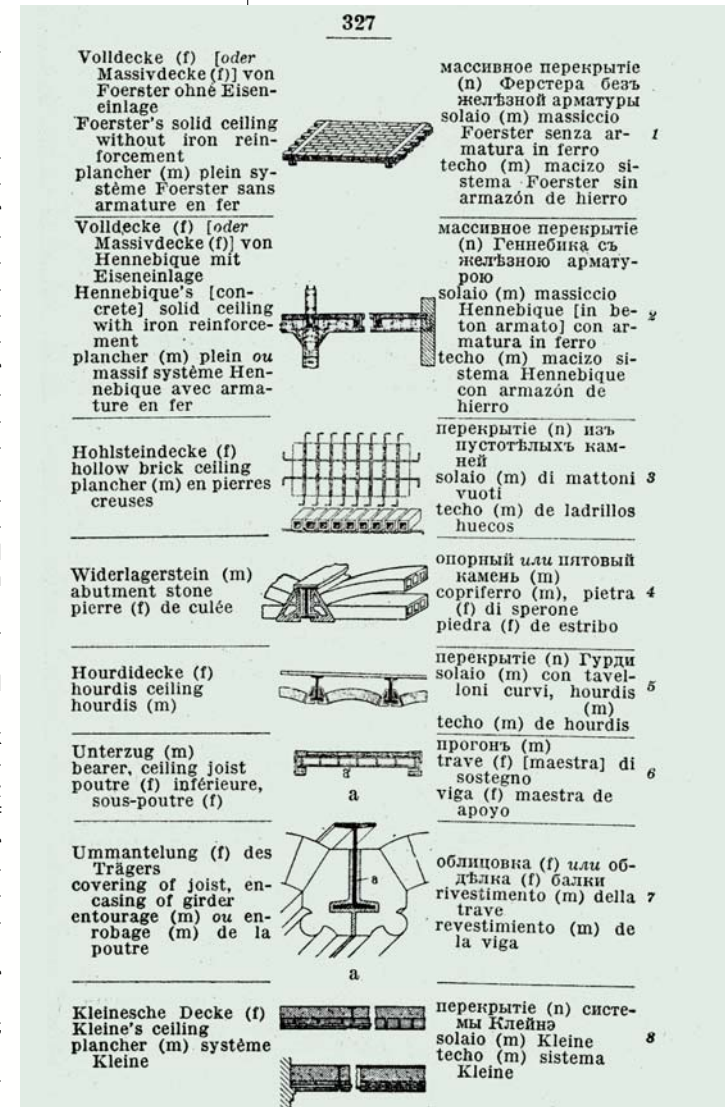 327
Volldecke (f) [oder
Massivdecke (f)] von
Foerster ohne Eisen-
einlage
Foerster's solid ceiling
without iron rein-
forcement
plancher (m) plein sy-
stême Foerster sans
armature en fer
массивное перекрытіе
(n) Ферстера безъ
желѣзной арматуры
solaio (m) massiccio
Foerster senza ar-
matura in ferro
techo (m) macizo si-
stema Foerster sin
armazón de hierro
1
Volldecke (f) [oder
Massivdecke (f)] von
Hennebique mit
Eiseneinlage
Hennebique's [con-
crete] solid ceiling
with iron reinforce-
ment
plancher (m) plein ou
massif systême Hen-
nebique avec arma-
ture en fer
массивное перекрытіе
(n) Геннебика съ
желѣзною армату-
рою
solaio (m) massiccio
Hennebique [in be-
ton armato] con ar-
matura in ferro
techo (m) macizo si-
stema Hennebique
con armazón de
hierro
2
Hohlsteindecke (f)
hollow brick ceiling
plancher (m) en pierres
creuses
перекрытіе (n) изъ
пустотѣлыхъ кам-
ней
solaio (m) di mattoni
vuoti
techo (m) de ladrillos
huecos
3
Widerlagerstein (m)
abutment stone
pierre (f) de culée
опорный или пятовый
камень (m)
copriferro (m), pietra
(f) di sperone
piedra (f) de estribo
4
Hourdidecke (f)
hourdis ceiling
hourdis (m)
перекрытіе (n) Гурди
solaio (m) con tavel-
loni curvi, hourdis
(m)
techo (m) de hourdis
5
Unterzug (m)
bearer, ceiling joist
poutre (f) inférieure,
sous-poutre (f)
a
a
прогонъ (m)
trave (f) [maestra] di
sostegno
viga (f) maestra de
apoyo
6
Ummantelung (f) des
Trägers
covering of joist, en-
casing of girder
entourage (m) ou en-
robage (m) de la
poutre
a
a
облицовка (f) или об-
дѣлка (f) балки
rivestimento (m) della
trave
revestimiento (m) de
la viga
7
Kleinesche Decke (f)
Kleine's ceiling
plancher (m) systême
Kleine
перекрытіе (n) систе-
мы Клейнэ
solaio (m) Kleine
techo (m) sistema
Kleine
8